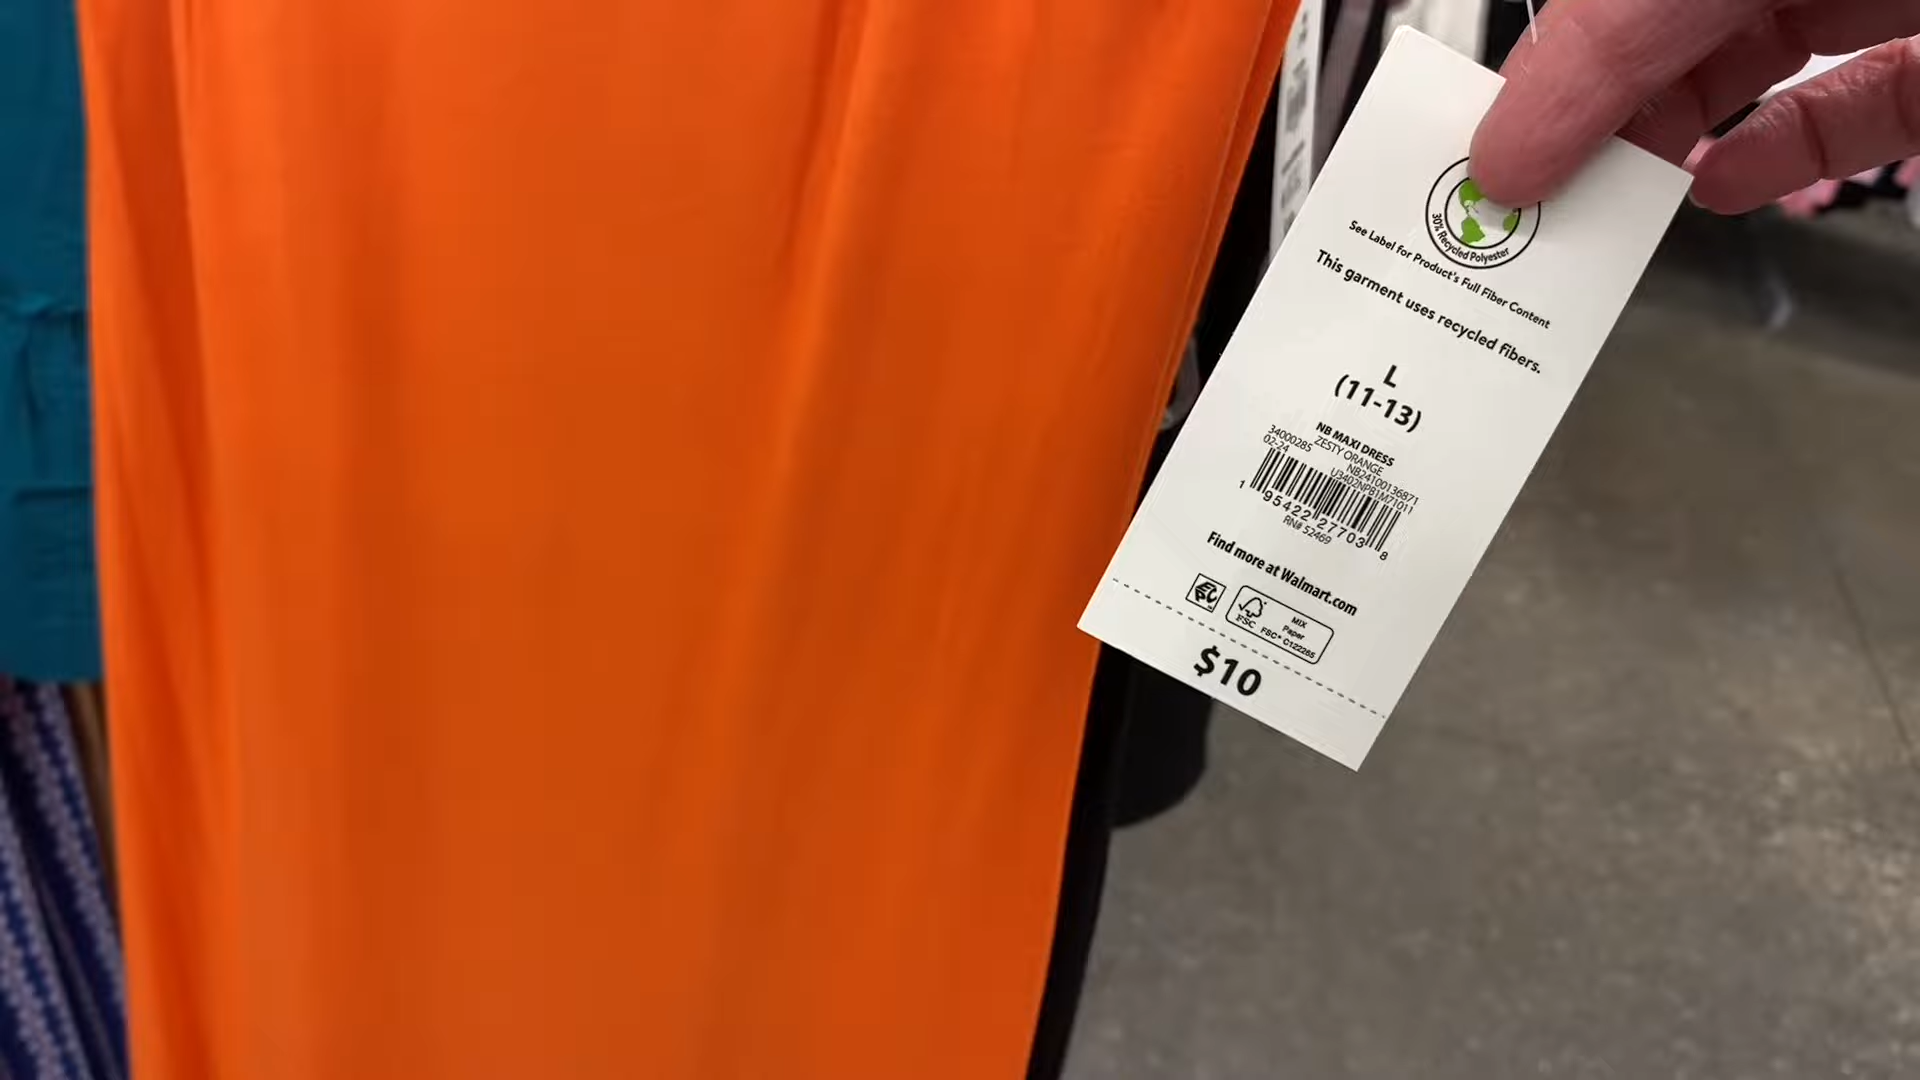 30% Recycled Polyester
See Label for Product's Full Fiber Content
This garment uses recycled fibers.
L
(11-13)
NB MAXI DRESS
34000285 ZESTY ORANGE
02-24 NB24100136871
U3402NPB1M71011
1 95422 27703 8
RN# 52469
Find more at Walmart.com
FSC
MIX
Paper
FSC® C122265
$10